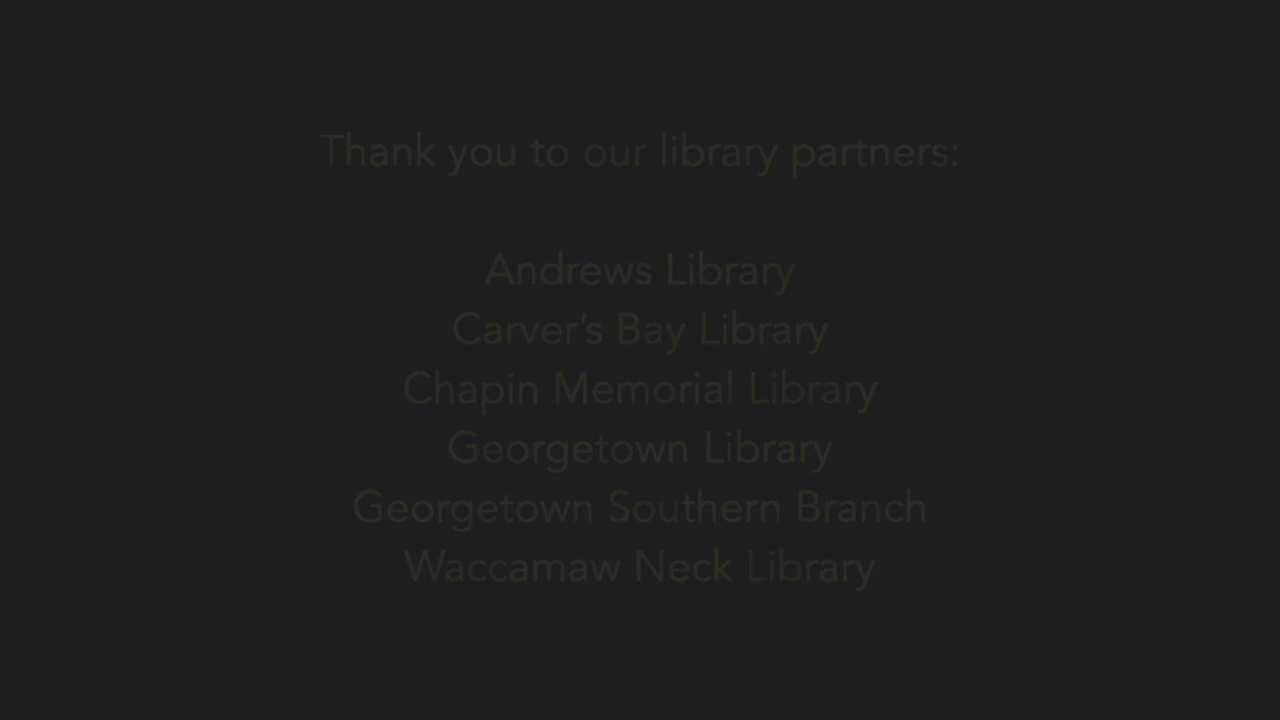 Thank you to our library partners:
Andrews Library
Carver’s Bay Library
Chapin Memorial Library
Georgetown Library
Georgetown Southern Branch
Waccamaw Neck Library